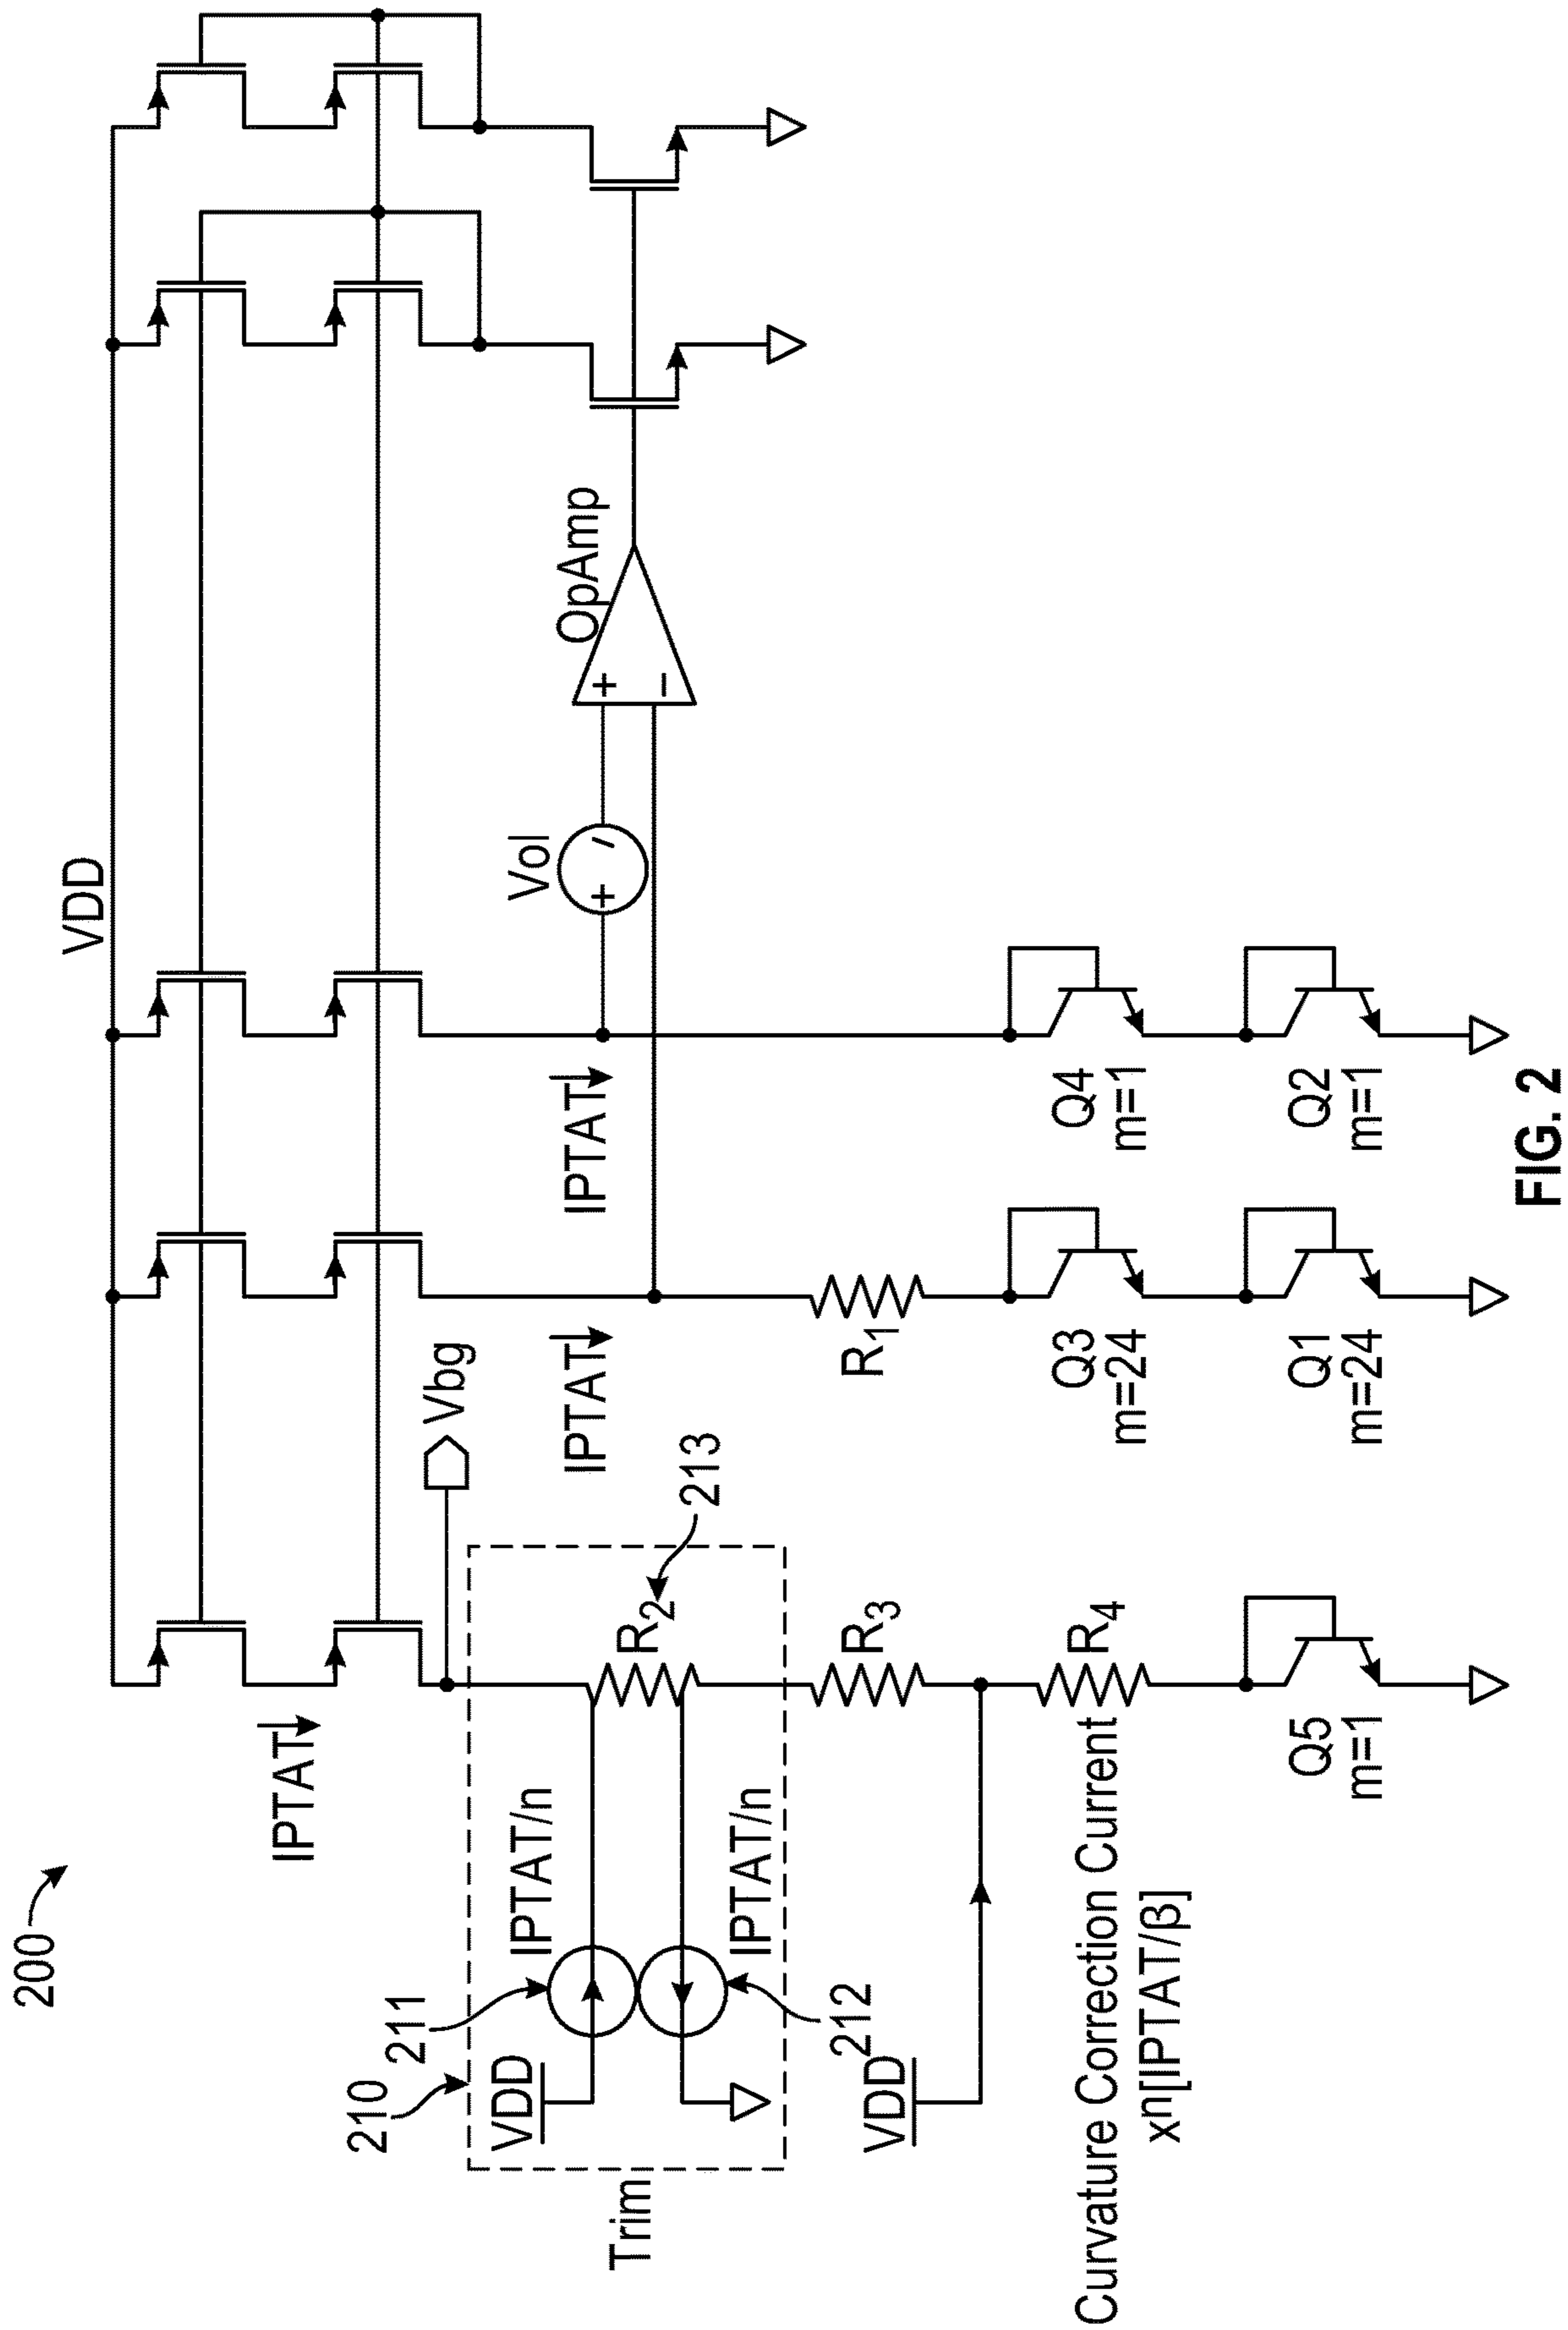 200
VDD
IPTAT
Vbg
210
211
VDD
IPTAT/n
IPTAT/n
212
Trim
R2
213
IPTAT
IPTAT
Vol
+
-
OpAmp
+
-
VDD
R3
R1
Curvature Correction Current
xⁿ[IPTAT/β]
R4
Q3
m=24
Q4
m=1
Q5
m=1
Q1
m=24
Q2
m=1
FIG. 2